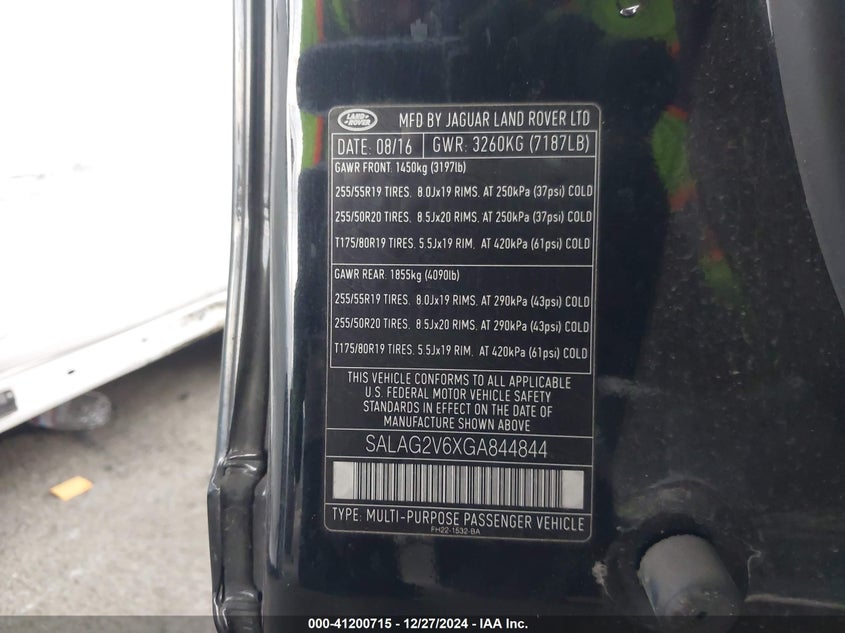 LAND ROVER
MFD BY JAGUAR LAND ROVER LTD
DATE: 08/16 GWR: 3260KG (7187LB)
GAWR FRONT. 1450kg (3197lb)
255/55R19 TIRES. 8.0Jx19 RIMS. AT 250kPa (37psi) COLD
255/50R20 TIRES. 8.5Jx20 RIMS. AT 250kPa (37psi) COLD
T175/80R19 TIRES. 5.5Jx19 RIM. AT 420kPa (61psi) COLD
GAWR REAR. 1855kg (4090lb)
255/55R19 TIRES. 8.0Jx19 RIMS. AT 290kPa (43psi) COLD
255/50R20 TIRES. 8.5Jx20 RIMS. AT 290kPa (43psi) COLD
T175/80R19 TIRES. 5.5Jx19 RIM. AT 420kPa (61psi) COLD
THIS VEHICLE CONFORMS TO ALL APPLICABLE
U.S. FEDERAL MOTOR VEHICLE SAFETY
STANDARDS IN EFFECT ON THE DATE OF
MANUFACTURE SHOWN ABOVE
SALAG2V6XGA844844
TYPE: MULTI-PURPOSE PASSENGER VEHICLE
FH22-1532-BA
000-41200715 - 12/27/2024 - IAA Inc.